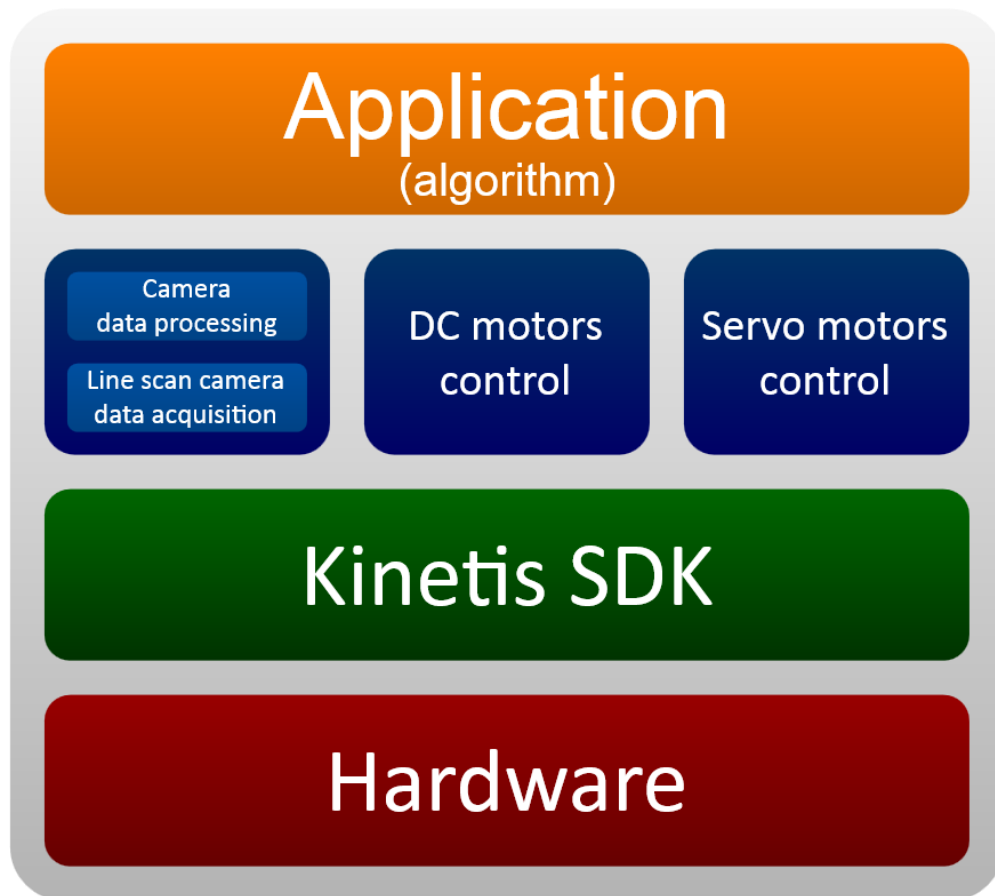 Application
(algorithm)
Camera
data processing
Line scan camera
data acquisition
DC motors
control
Servo motors
control
Kinetis SDK
Hardware